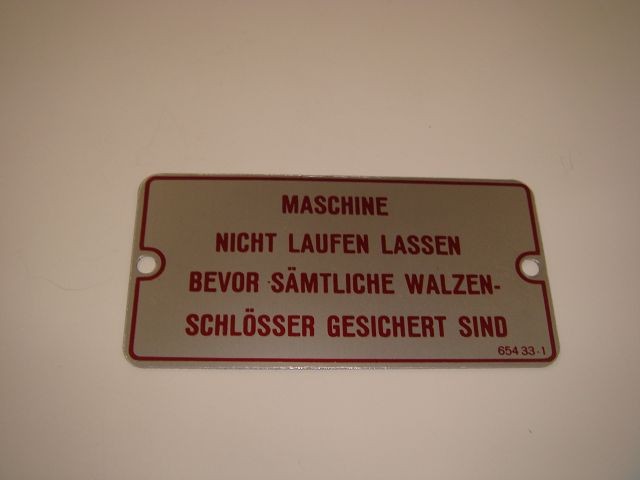 MASCHINE
NICHT LAUFEN LASSEN
BEVOR SÄMTLICHE WALZEN-
SCHLÖSSER GESICHERT SIND
654 33-1